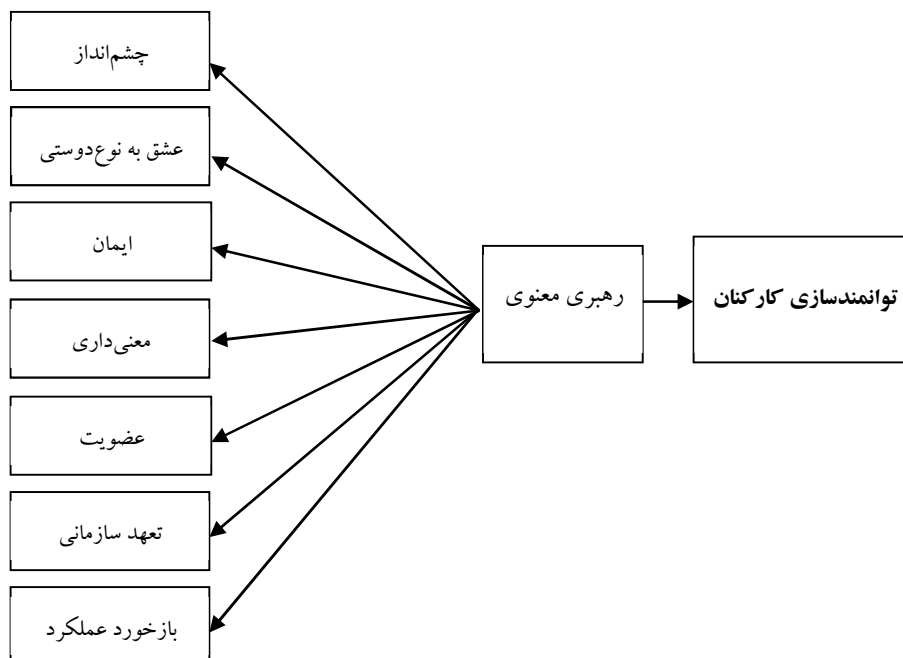 چشم‌انداز
عشق به نوع‌دوستی
ایمان
معنی‌داری
عضویت
تعهد سازمانی
بازخورد عملکرد
رهبری معنوی
توانمندسازی کارکنان